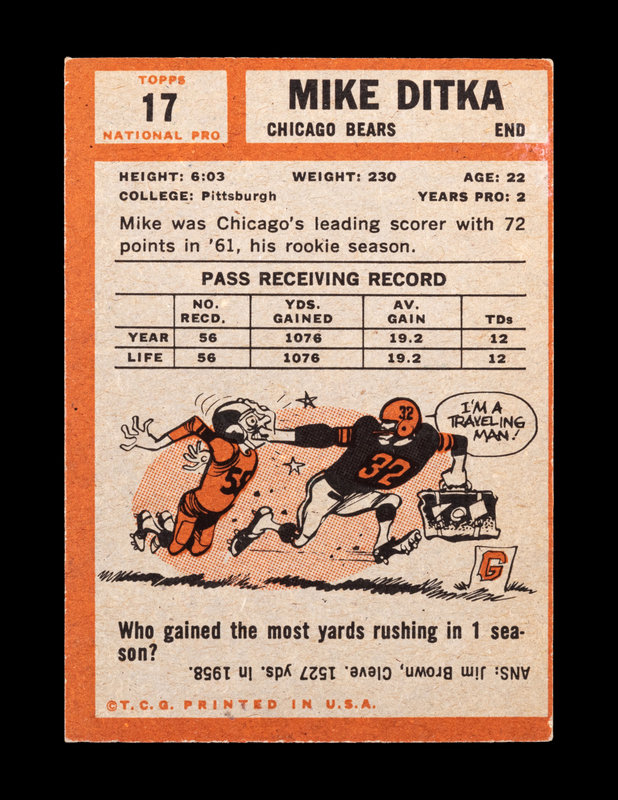 TOPPS
17
NATIONAL PRO
MIKE DITKA
CHICAGO BEARS END
HEIGHT: 6:03 WEIGHT: 230 AGE: 22
COLLEGE: Pittsburgh YEARS PRO: 2
Mike was Chicago's leading scorer with 72
points in '61, his rookie season.
PASS RECEIVING RECORD
NO. RECD. YDS. GAINED AV. GAIN TDs
YEAR 56 1076 19.2 12
LIFE 56 1076 19.2 12
I'M A
TRAVELING
MAN!
32
32
59
G
Who gained the most yards rushing in 1 sea-
son?
ANS: Jim Brown, Cleve. 1527 yds. In 1958.
©T.C.G. PRINTED IN U.S.A.